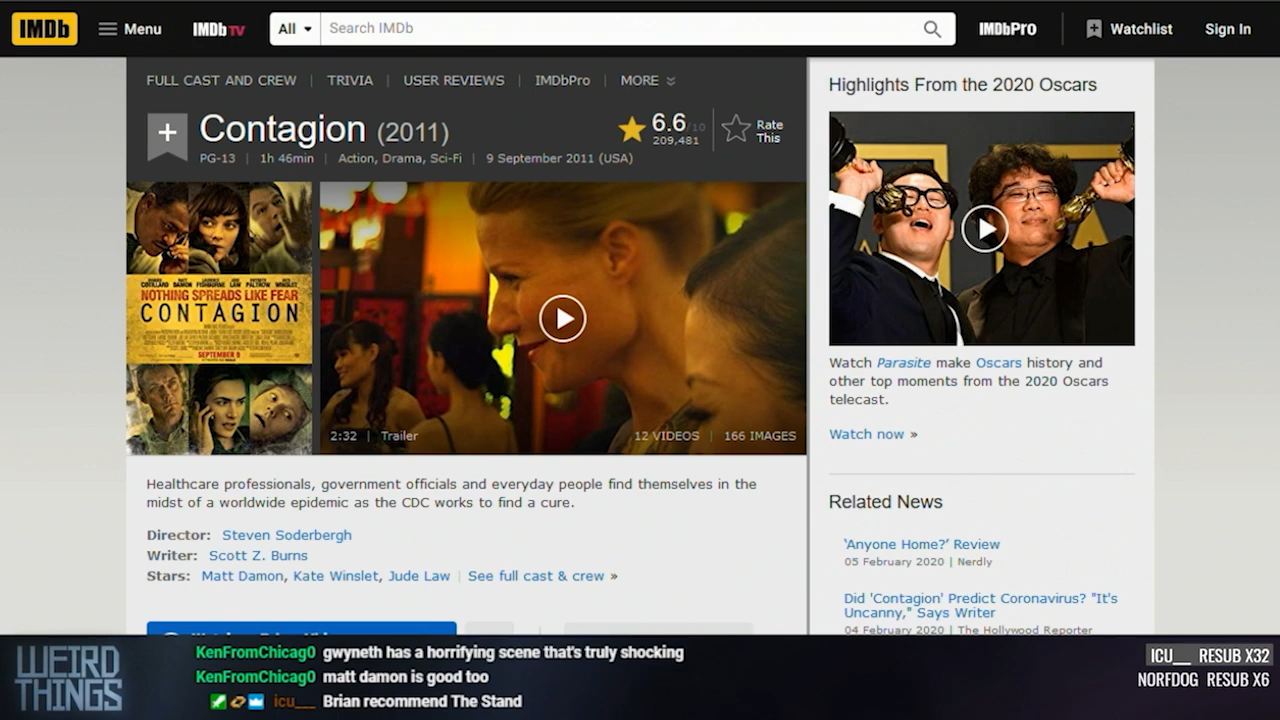 IMDb
Menu
IMDb TV
All
Search IMDb
IMDbPro
Watchlist
Sign In
FULL CAST AND CREW | TRIVIA | USER REVIEWS | IMDbPro | MORE
Contagion (2011)
6.6/10
209,481
Rate This
PG-13 | 1h 46min | Action, Drama, Sci-Fi | 9 September 2011 (USA)
NOTHING SPREADS LIKE FEAR
CONTAGION
SEPTEMBER 9
2:32 | Trailer
12 VIDEOS | 166 IMAGES
Healthcare professionals, government officials and everyday people find themselves in the
midst of a worldwide epidemic as the CDC works to find a cure.
Director: Steven Soderbergh
Writer: Scott Z. Burns
Stars: Matt Damon, Kate Winslet, Jude Law | See full cast & crew »
Highlights From the 2020 Oscars
Watch Parasite make Oscars history and
other top moments from the 2020 Oscars
telecast.
Watch now »
Related News
‘Anyone Home?’ Review
05 February 2020 | Nerdly
Did 'Contagion' Predict Coronavirus? "It's
Uncanny," Says Writer
04 February 2020 | The Hollywood Reporter
WEIRD
THINGS
KenFromChicag0 gwyneth has a horrifying scene that's truly shocking
KenFromChicag0 matt damon is good too
icu___ Brian recommend The Stand
ICU__ RESUB X32
NORFDOG RESUB X6